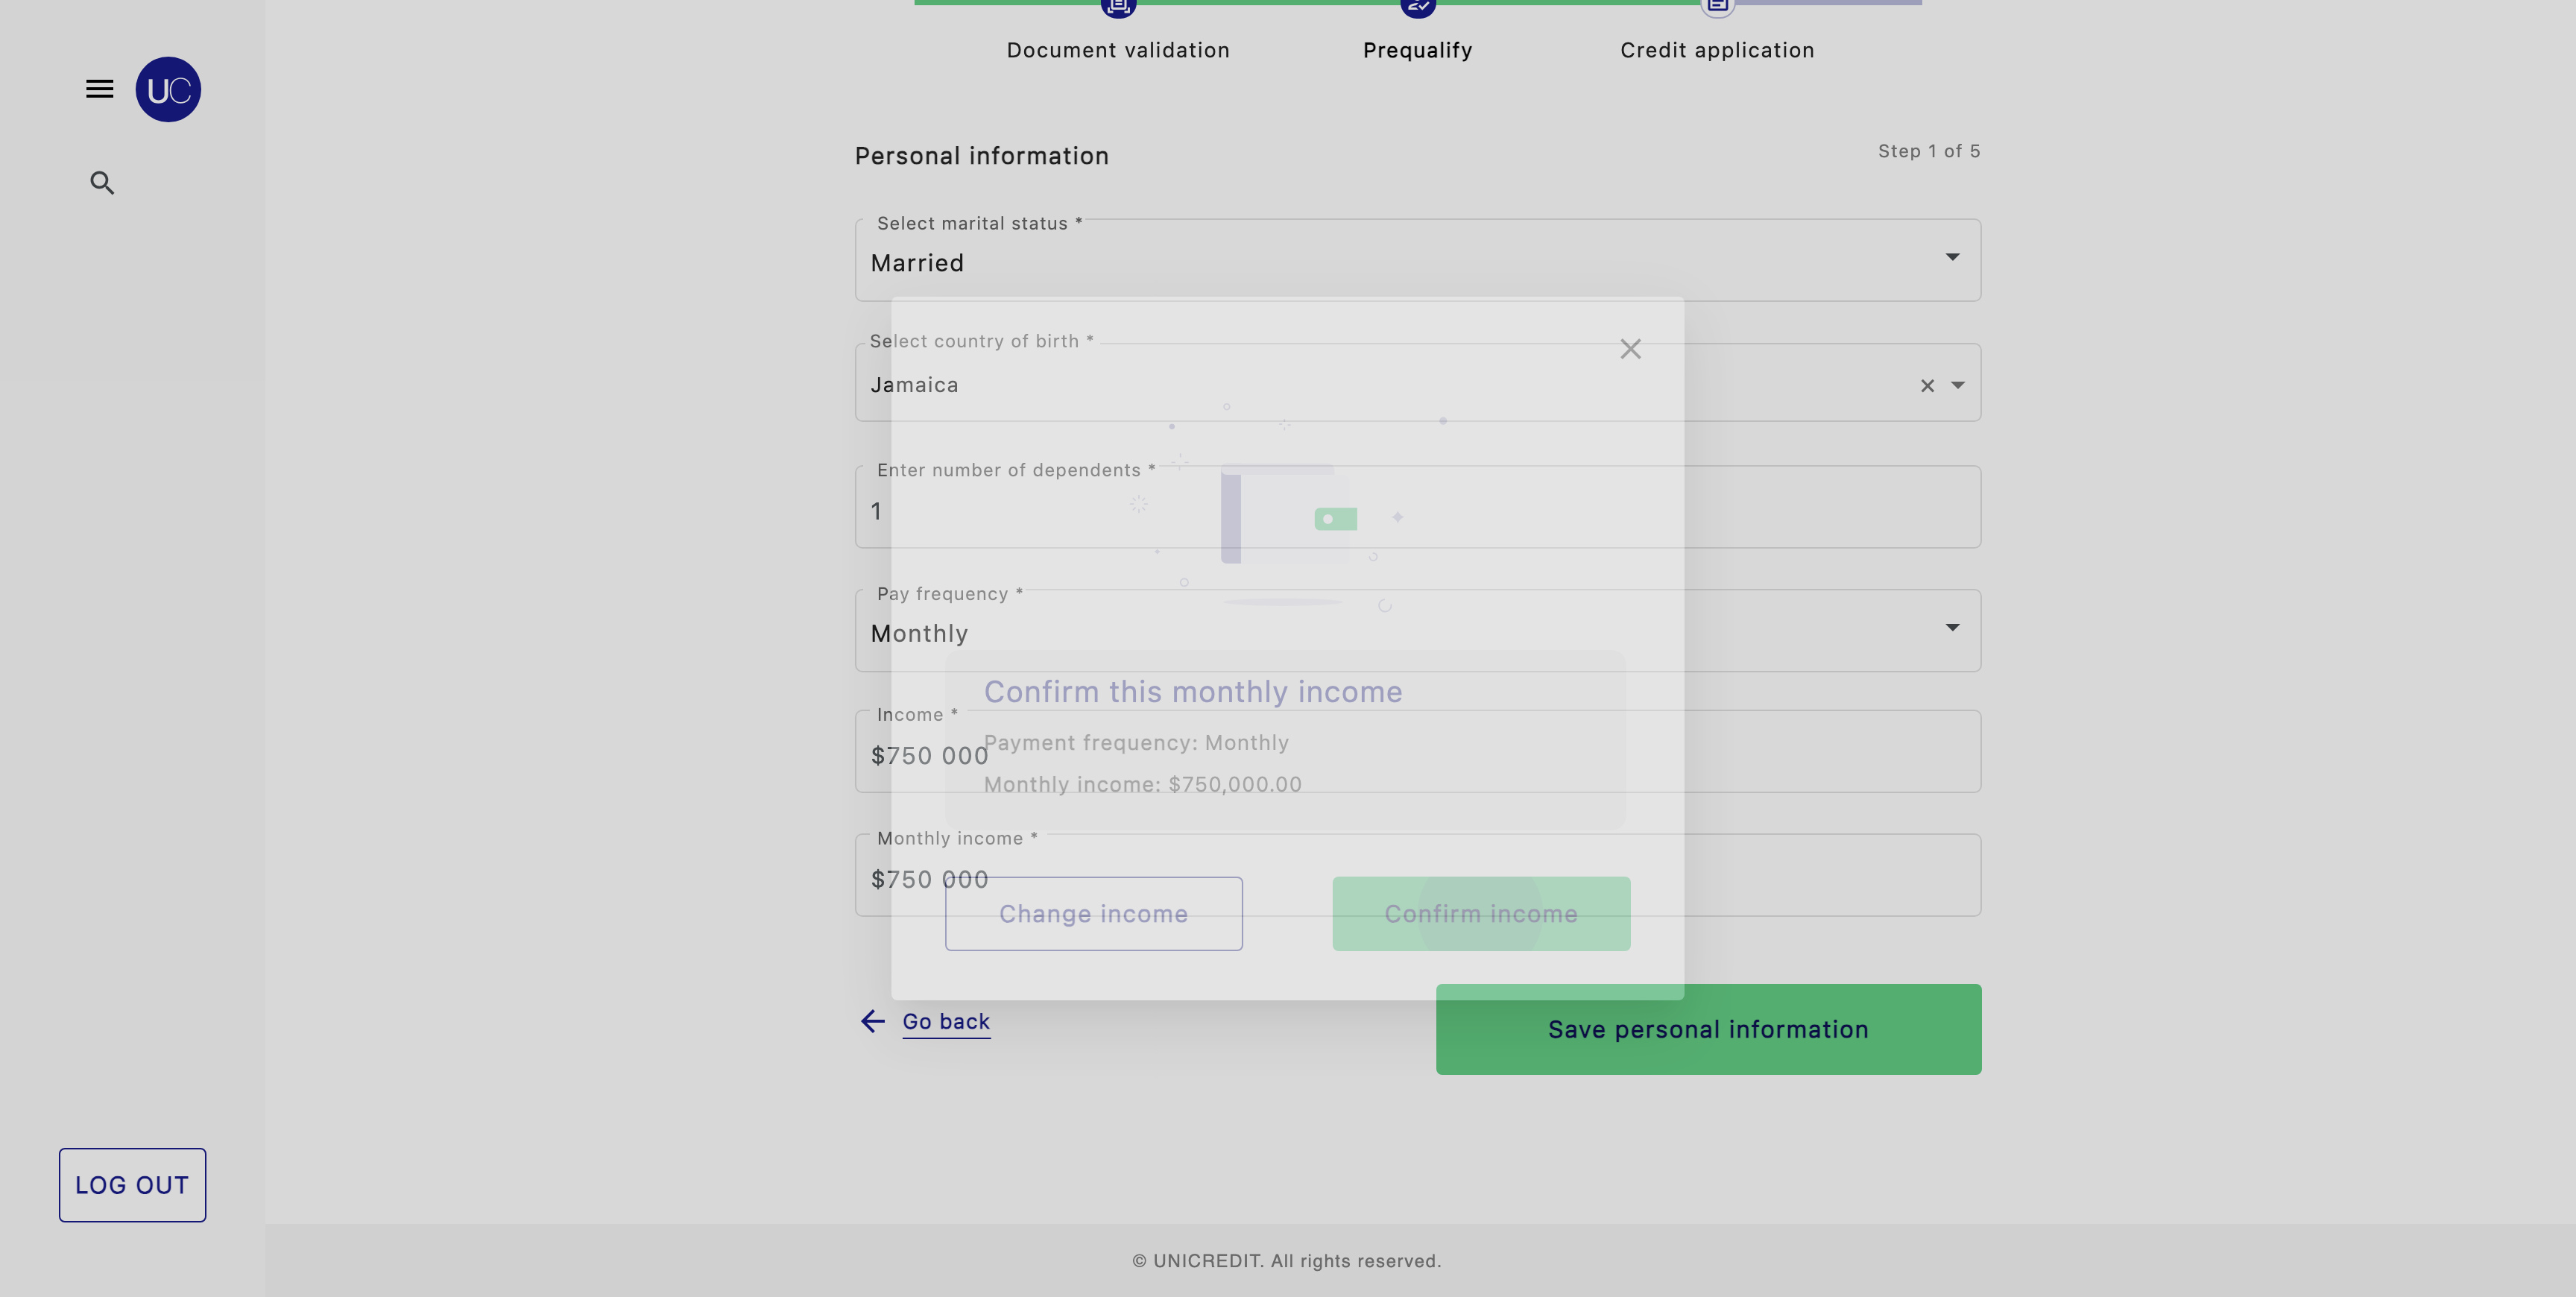 Document validation
Prequalify
Credit application
UC
Personal information
Step 1 of 5
Select marital status *
Married
Select country of birth *
Jamaica
Enter number of dependents *
1
Pay frequency *
Monthly
Confirm this monthly income
Income *
Payment frequency: Monthly
$750 000
Monthly income: $750,000.00
Monthly income *
$750 000
Change income
Confirm income
Go back
Save personal information
LOG OUT
© UNICREDIT. All rights reserved.